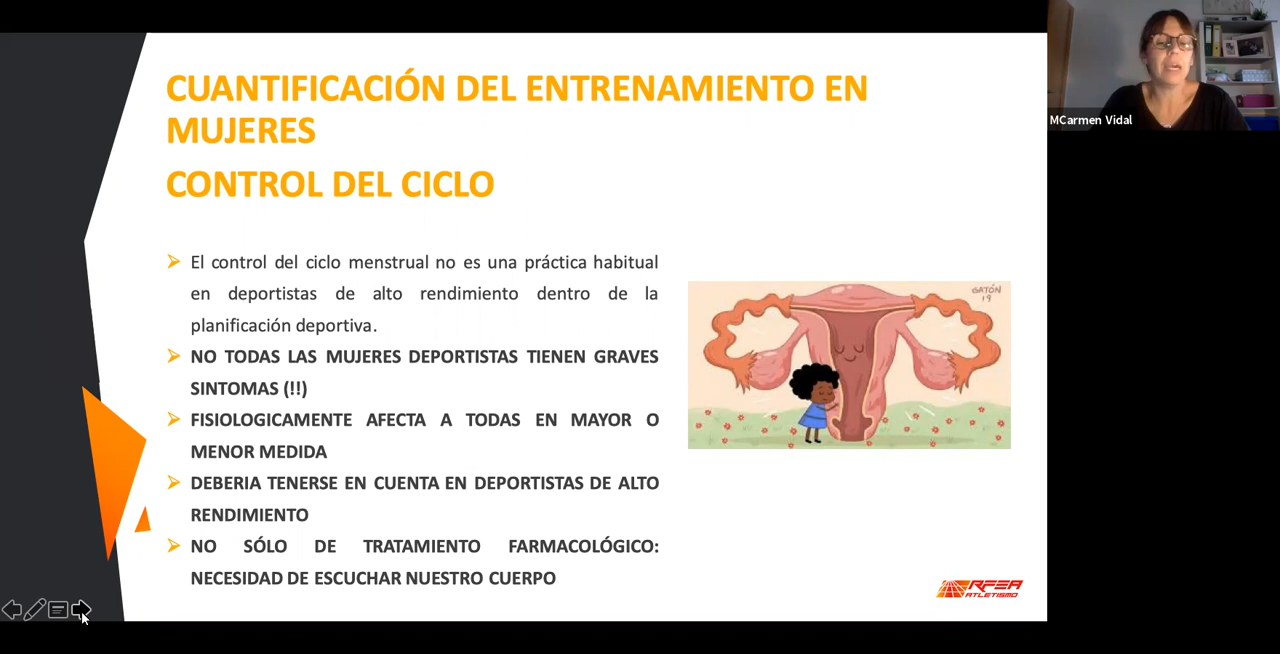 CUANTIFICACIÓN DEL ENTRENAMIENTO EN
MUJERES
CONTROL DEL CICLO
➢ El control del ciclo menstrual no es una práctica habitual
en deportistas de alto rendimiento dentro de la
planificación deportiva.
➢ NO TODAS LAS MUJERES DEPORTISTAS TIENEN GRAVES
SINTOMAS (!!)
➢ FISIOLOGICAMENTE AFECTA A TODAS EN MAYOR O
MENOR MEDIDA
➢ DEBERIA TENERSE EN CUENTA EN DEPORTISTAS DE ALTO
RENDIMIENTO
➢ NO SÓLO DE TRATAMIENTO FARMACOLÓGICO:
NECESIDAD DE ESCUCHAR NUESTRO CUERPO
GATÓN
19
RFEA
ATLETISMO
MCarmen Vidal